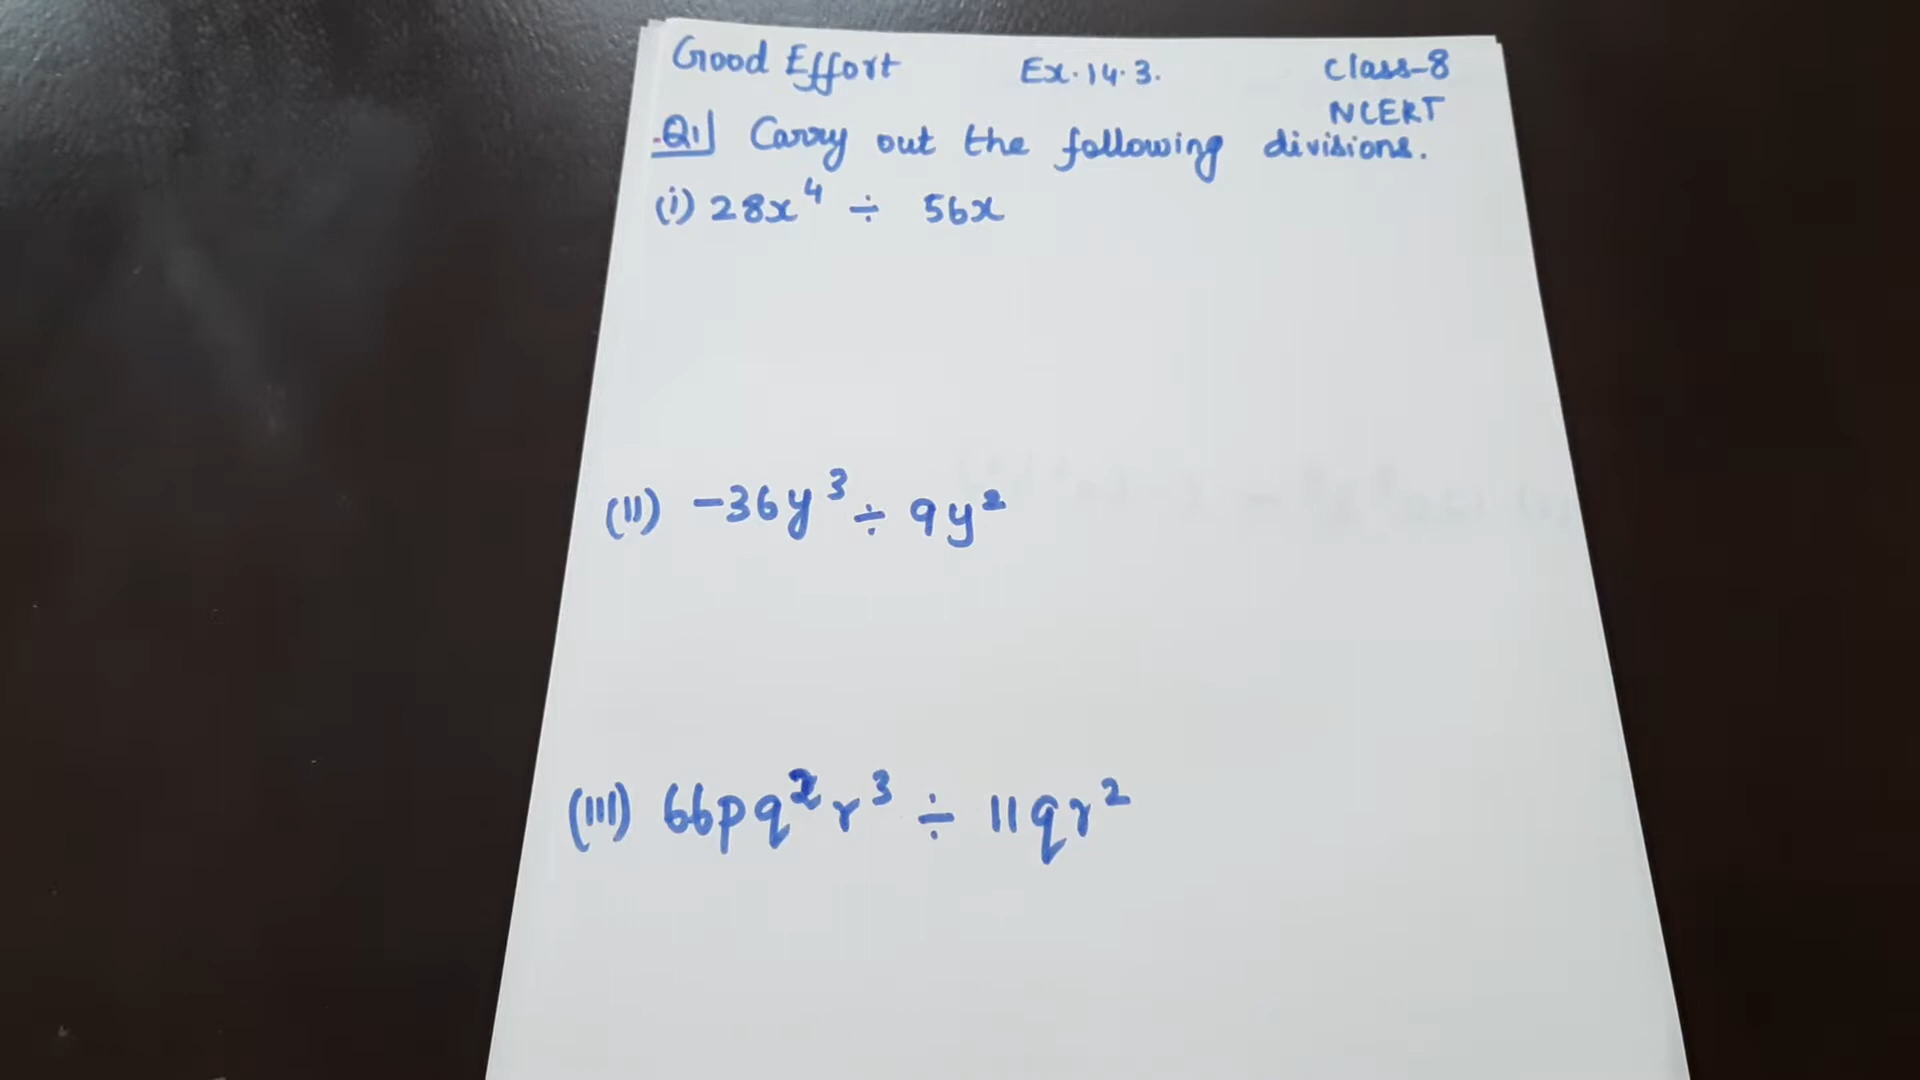 Good Effort Ex. 14.3. Class-8
NCERT
Q1] Carry out the following divisions.
(i) 28x⁴ ÷ 56x
(ii) -36y³ ÷ 9y²
(iii) 66pq²r³ ÷ 11qr²